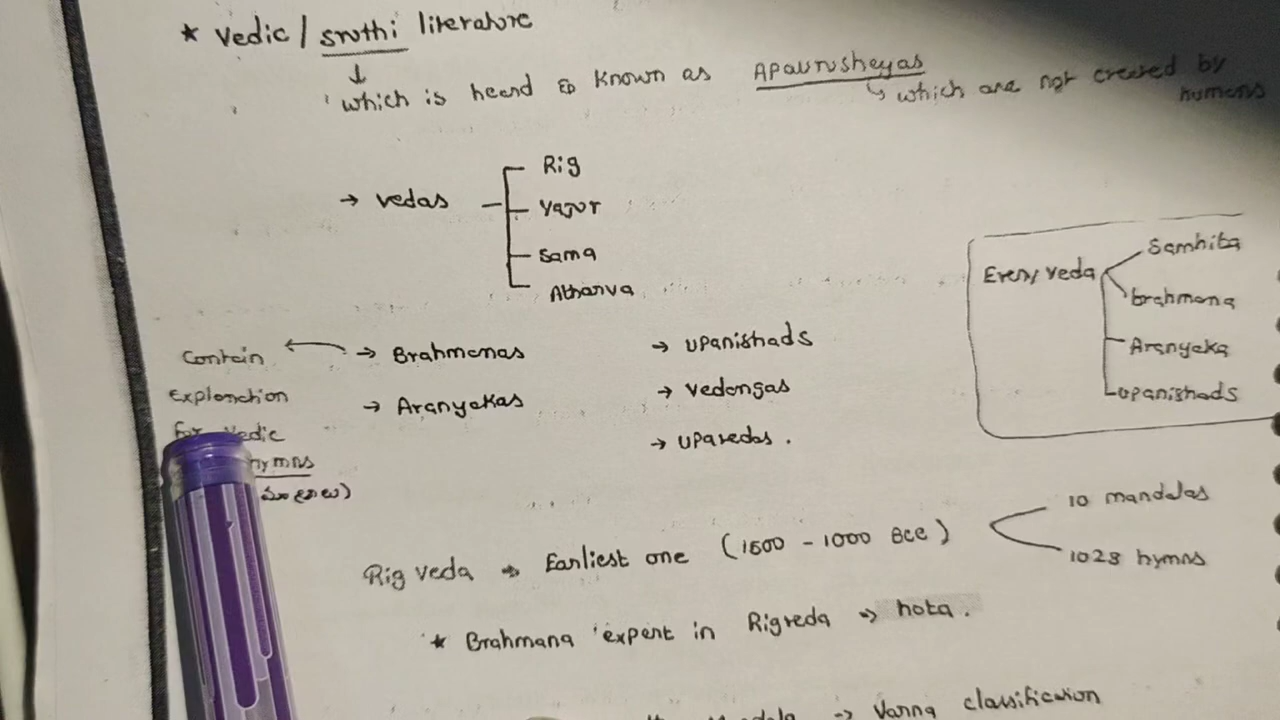 * Vedic / sruthi literature
↓
which is heard & known as Apaurusheyas
↳ which are not created by
humans
→ vedas
Rig
Yajur
Sama
Atharva
Every veda
Samhita
brahmana
Aranyaka
upanishads
contain ← → Brahmanas
Explanation
for vedic
hymns
→ Aranyakas
→ upanishads
→ vedangas
→ upavedas.
Rig veda → Earliest one (1500 - 1000 BCE)
10 mandalas
1028 hymns
* Brahmana expert in Rigveda → hota.
→ Varna classification